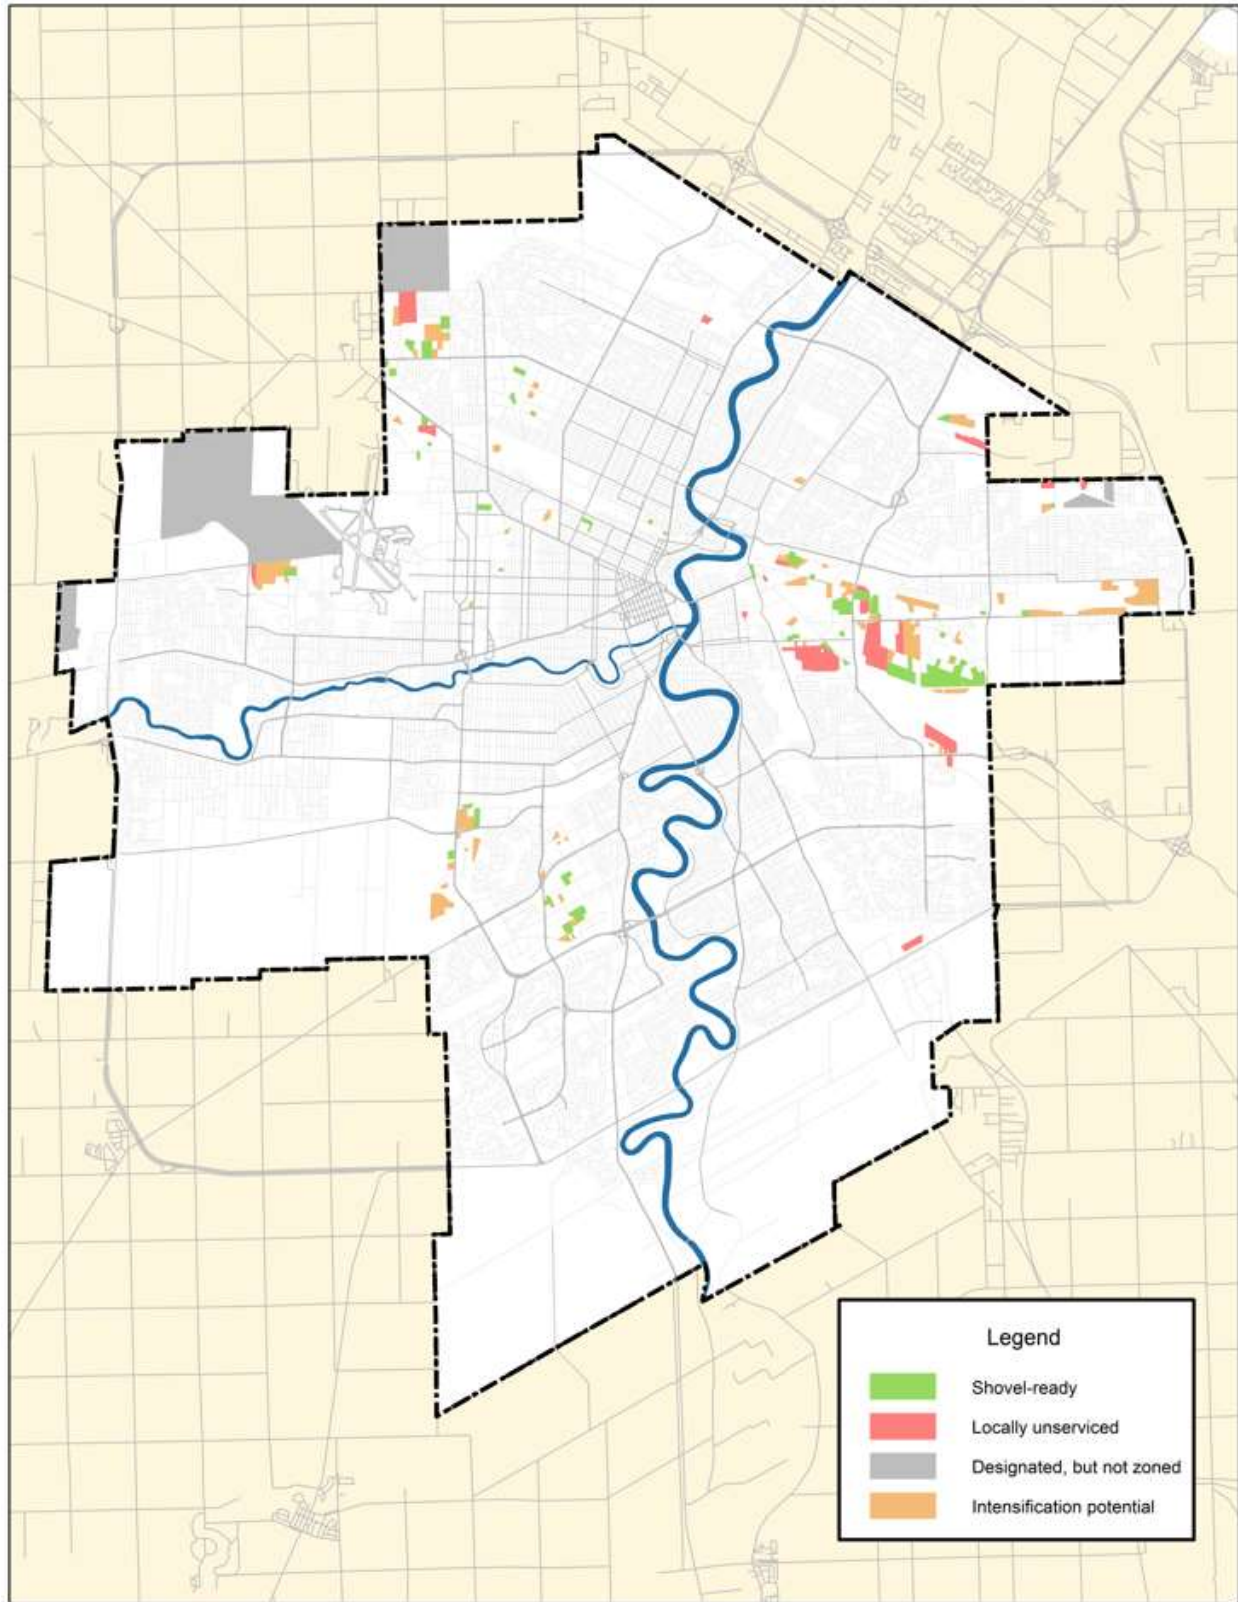 Legend
Shovel-ready
Locally unserviced
Designated, but not zoned
Intensification potential